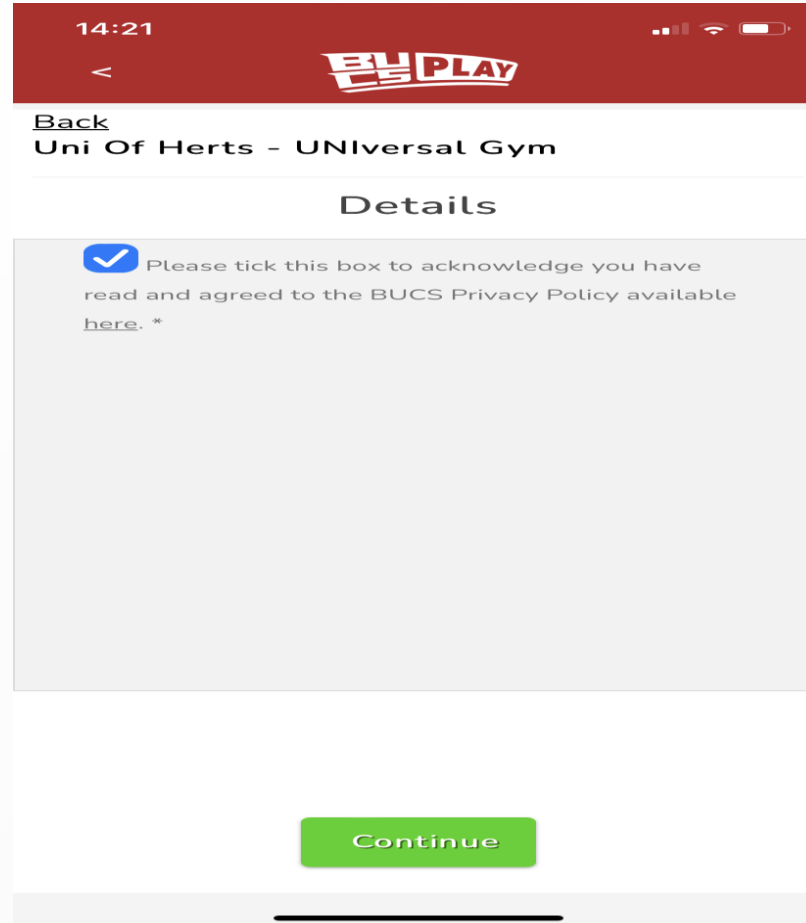 14:21
<
BUCS PLAY
Back
Uni Of Herts - UNIversal Gym
Details
Please tick this box to acknowledge you have
read and agreed to the BUCS Privacy Policy available
here. *
Continue